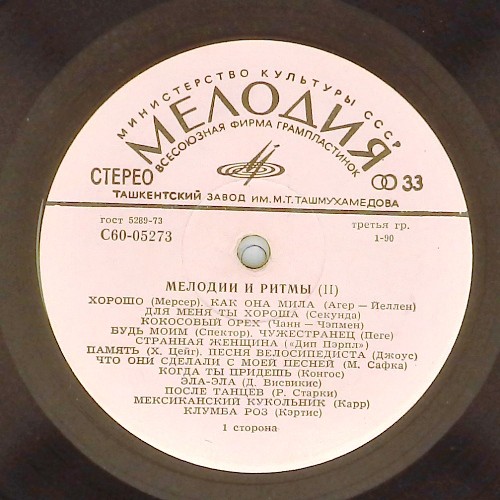 МИНИСТЕРСТВО КУЛЬТУРЫ СССР
МЕЛОДИЯ
ВСЕСОЮЗНАЯ ФИРМА ГРАМПЛАСТИНОК
СТЕРЕО 33
ТАШКЕНТСКИЙ ЗАВОД ИМ. М.Т. ТАШМУХАМЕДОВА
гост 5289-73 третья гр.
С60-05273 1-90
МЕЛОДИИ И РИТМЫ (II)
ХОРОШО (Мерсер). КАК ОНА МИЛА (Агер — Йеллен)
ДЛЯ МЕНЯ ТЫ ХОРОША (Секунда)
КОКОСОВЫЙ ОРЕХ (Чанн — Чэпмен)
БУДЬ МОИМ (Спектор). ЧУЖЕСТРАНЕЦ (Пеге)
СТРАННАЯ ЖЕНЩИНА («Дип Пэрпл»)
ПАМЯТЬ (Х. Цейг). ПЕСНЯ ВЕЛОСИПЕДИСТА (Джоус)
ЧТО ОНИ СДЕЛАЛИ С МОЕЙ ПЕСНЕЙ (М. Сафка)
КОГДА ТЫ ПРИДЕШЬ (Конгос)
ЭЛА-ЭЛА (Д. Висвикис)
ПОСЛЕ ТАНЦЕВ (Р. Старки)
МЕКСИКАНСКИЙ КУКОЛЬНИК (Карр)
КЛУМБА РОЗ (Кэртис)
1 сторона